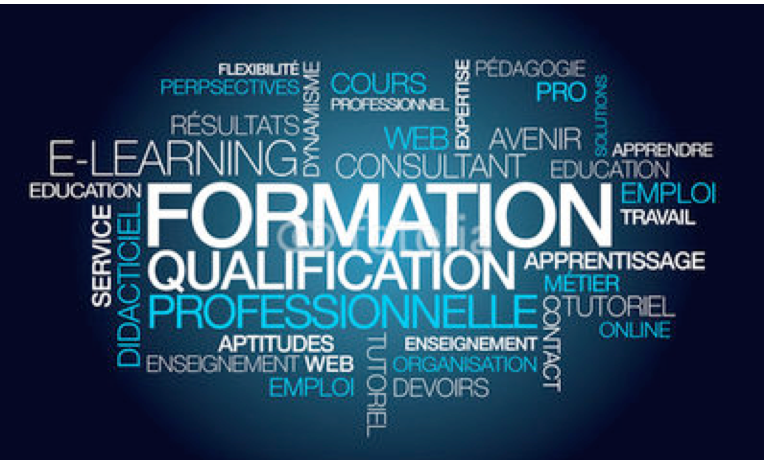 FLEXIBILITÉ
PERPSECTIVES
DYNAMISME
COURS
PROFESSIONNEL
EXPERTISE
PÉDAGOGIE
PRO
SOLUTIONS
RÉSULTATS
WEB
AVENIR
APPRENDRE
E-LEARNING
CONSULTANT
EDUCATION
EDUCATION
FORMATION
EMPLOI
TRAVAIL
SERVICE
DIDACTICIEL
QUALIFICATION
APPRENTISSAGE
MÉTIER
PROFESSIONNELLE
CONTACT
TUTORIEL
ONLINE
APTITUDES
TUTORIEL
ENSEIGNEMENT
ENSEIGNEMENT WEB
ORGANISATION
EMPLOI
DEVOIRS
fotolia